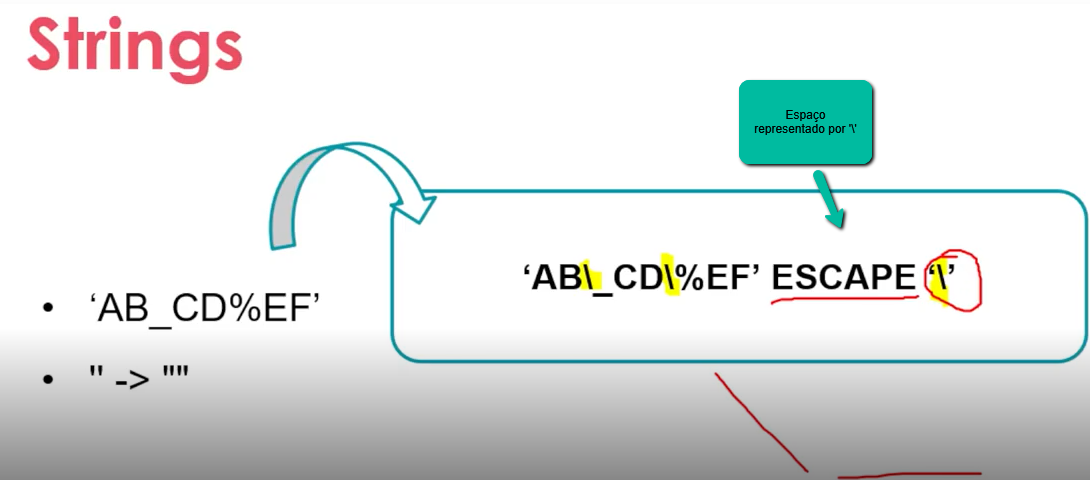 Strings
Espaço
representado por '\'
‘AB\_CD\%EF’ ESCAPE ‘\’
• ‘AB_CD%EF’
• " -> ""